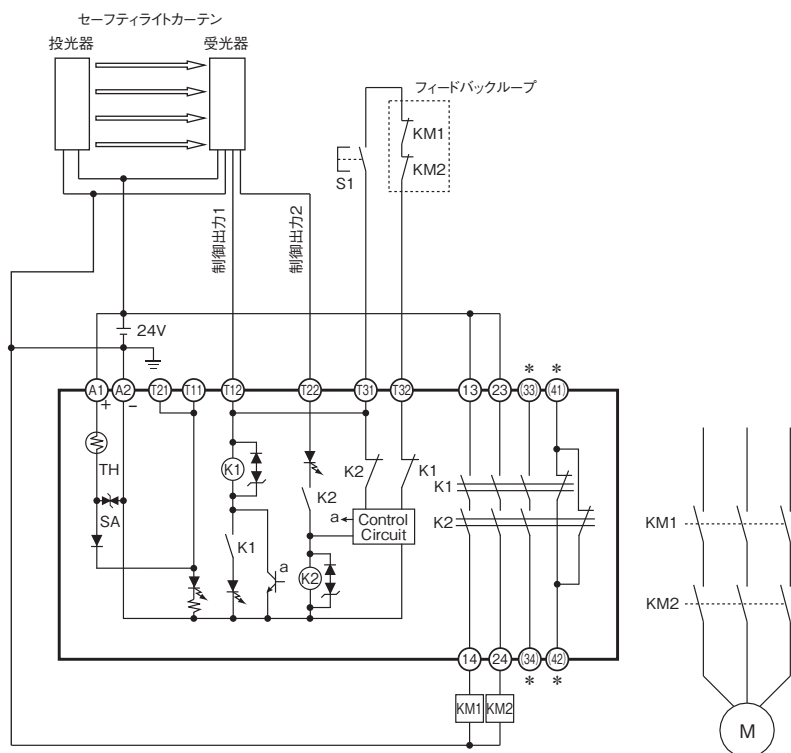 セーフティライトカーテン
投光器
受光器
フィードバックループ
KM1
KM2
S1
制御出力1
制御出力2
24V
* *
A1 A2 T21 T11 T12 T22 T31 T32 13 23 (33) (41)
+ −
TH
SA
K1
K1
K2
K2
a
K2 K1
a
Control
Circuit
K1
K2
14 24 (34) (42)
* *
KM1 KM2
KM1
KM2
M